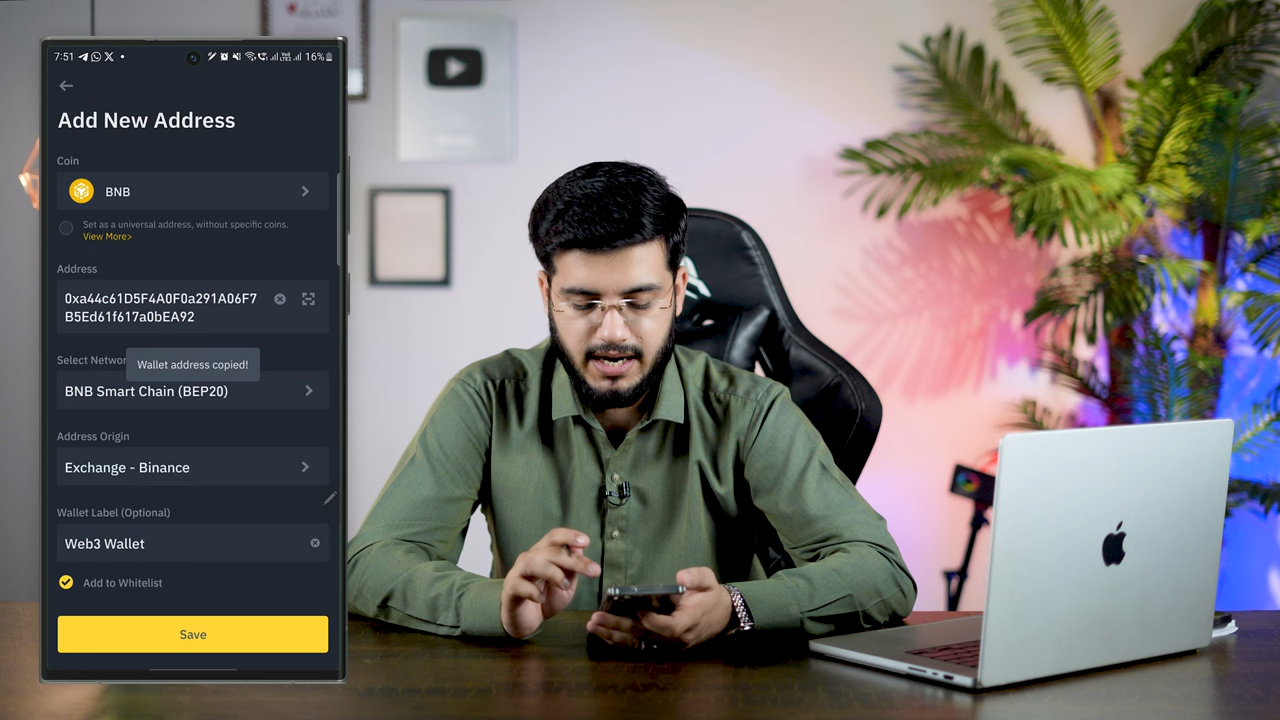 7:51
16%
Add New Address
Coin
BNB
Set as a universal address, without specific coins.
View More>
Address
0xa44c61D5F4A0F0a291A06F7
B5Ed61f617a0bEA92
Select Networ
Wallet address copied!
BNB Smart Chain (BEP20)
Address Origin
Exchange - Binance
Wallet Label (Optional)
Web3 Wallet
Add to Whitelist
Save